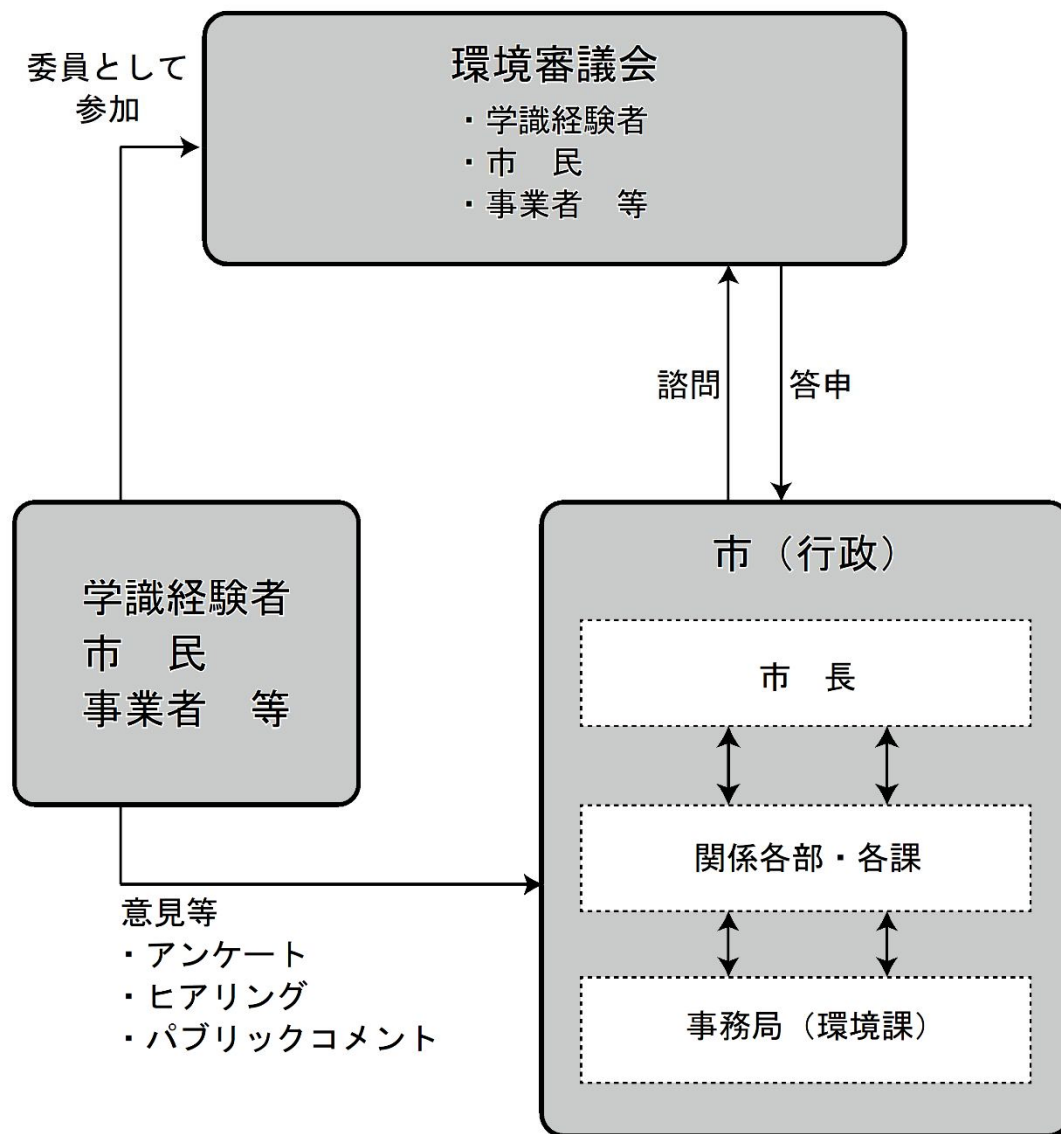 環境審議会
・学識経験者
・市　民
・事業者　等
委員として
参加
諮問
答申
学識経験者
市　民
事業者　等
意見等
・アンケート
・ヒアリング
・パブリックコメント
市（行政）
市　長
関係各部・各課
事務局（環境課）